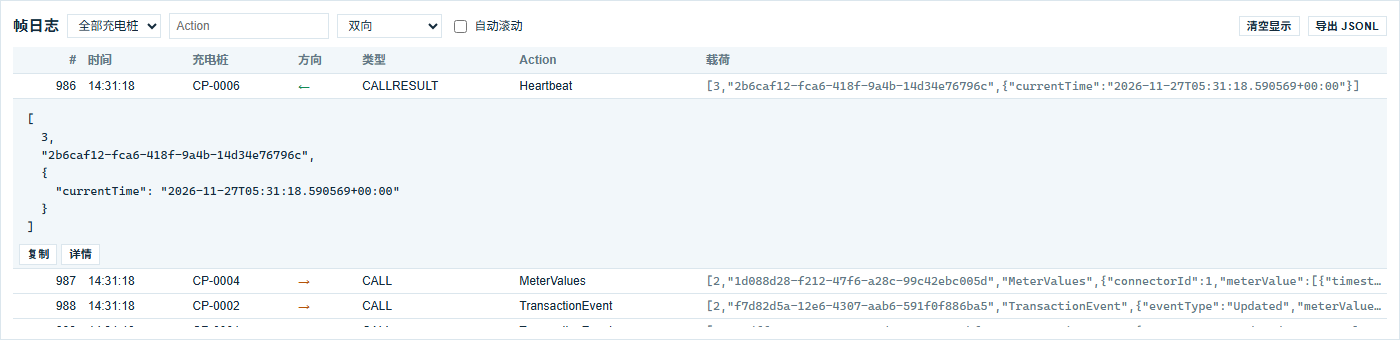 帧日志 全部充电桩 Action 双向 自动滚动 清空显示 导出 JSONL
# 时间 充电桩 方向 类型 Action 载荷
986 14:31:18 CP-0006 ← CALLRESULT Heartbeat [3,"2b6caf12-fca6-418f-9a4b-14d34e76796c",{"currentTime":"2026-11-27T05:31:18.590569+00:00"}]
[
3,
"2b6caf12-fca6-418f-9a4b-14d34e76796c",
{
"currentTime": "2026-11-27T05:31:18.590569+00:00"
}
]
复制 详情
987 14:31:18 CP-0004 → CALL MeterValues [2,"1d088d28-f212-47f6-a28c-99c42ebc005d","MeterValues",{"connectorId":1,"meterValue":[{"timest…
988 14:31:18 CP-0002 → CALL TransactionEvent [2,"f7d82d5a-12e6-4307-aab6-591f0f886ba5","TransactionEvent",{"eventType":"Updated","meterValue…